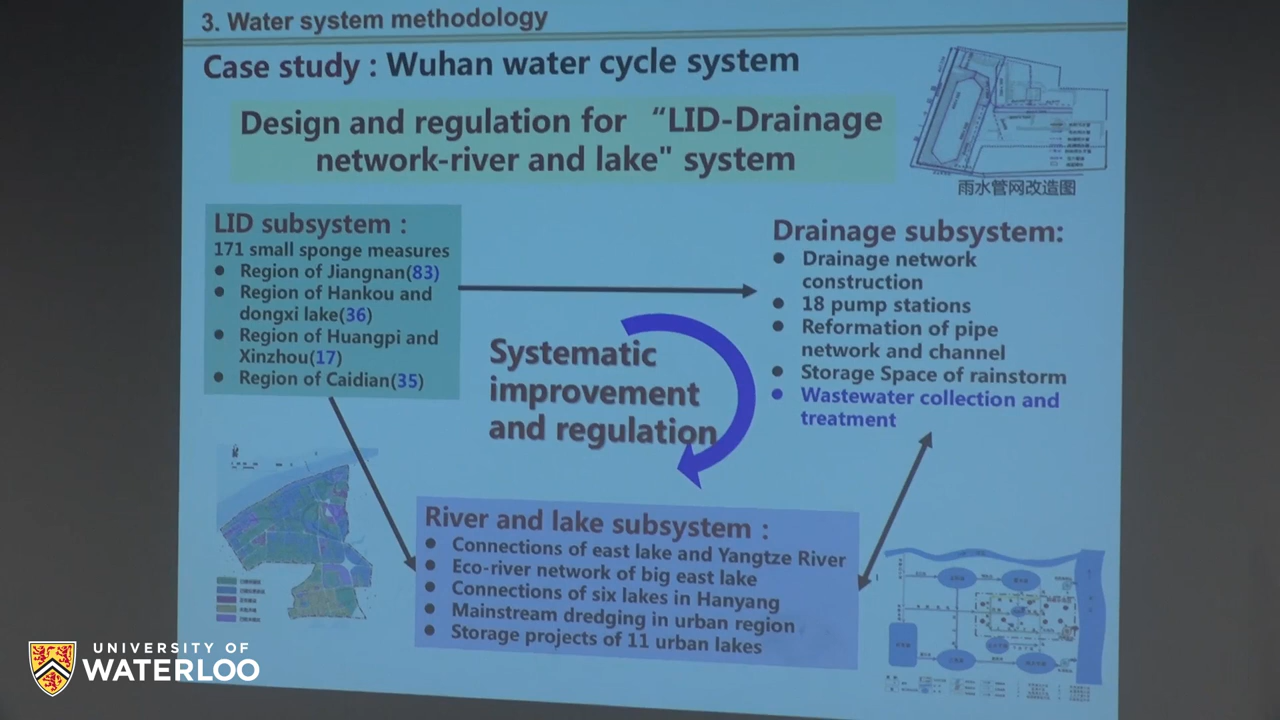 3. Water system methodology
Case study : Wuhan water cycle system
Design and regulation for “LID-Drainage
network-river and lake" system
雨水管网改造图
LID subsystem :
171 small sponge measures
● Region of Jiangnan(83)
● Region of Hankou and
dongxi lake(36)
● Region of Huangpi and
Xinzhou(17)
● Region of Caidian(35)
Drainage subsystem:
● Drainage network
construction
● 18 pump stations
● Reformation of pipe
network and channel
● Storage Space of rainstorm
● Wastewater collection and
treatment
Systematic
improvement
and regulation
River and lake subsystem :
● Connections of east lake and Yangtze River
● Eco-river network of big east lake
● Connections of six lakes in Hanyang
● Mainstream dredging in urban region
● Storage projects of 11 urban lakes
UNIVERSITY OF
WATERLOO